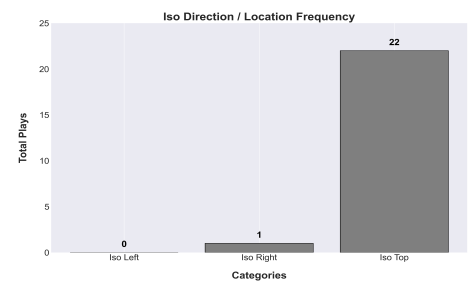 Iso Direction / Location Frequency
25
20
15
10
5
0
Total Plays
0
1
22
Iso Left
Iso Right
Iso Top
Categories